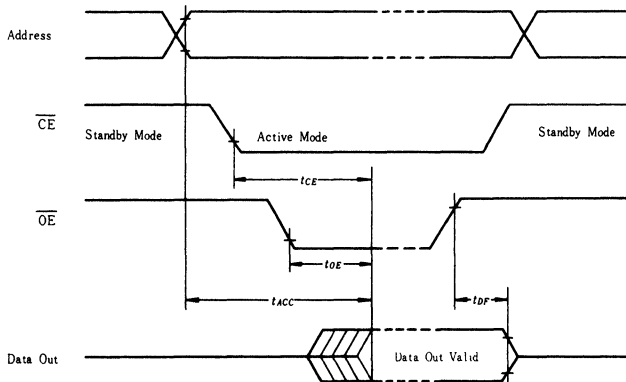 Address
CE
Standby Mode
Active Mode
Standby Mode
tCE
OE
tOE
tDF
tACC
Data Out
Data Out Valid